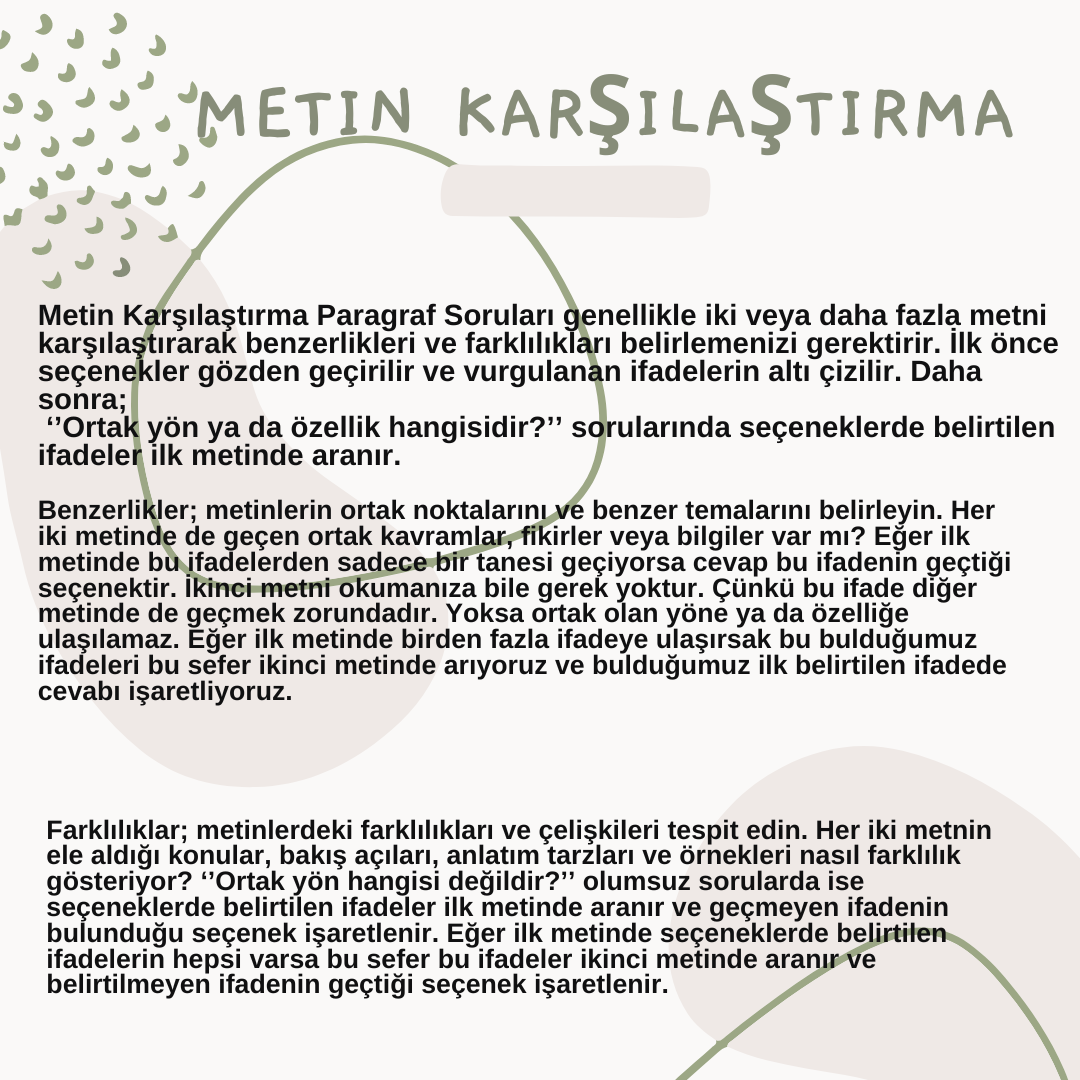 METIN KARŞILAŞTIRMA
Metin Karşılaştırma Paragraf Soruları genellikle iki veya daha fazla metni
karşılaştırarak benzerlikleri ve farklılıkları belirlemenizi gerektirir. İlk önce
seçenekler gözden geçirilir ve vurgulanan ifadelerin altı çizilir. Daha
sonra;
‘’Ortak yön ya da özellik hangisidir?’’ sorularında seçeneklerde belirtilen
ifadeler ilk metinde aranır.
Benzerlikler; metinlerin ortak noktalarını ve benzer temalarını belirleyin. Her
iki metinde de geçen ortak kavramlar, fikirler veya bilgiler var mı? Eğer ilk
metinde bu ifadelerden sadece bir tanesi geçiyorsa cevap bu ifadenin geçtiği
seçenektir. İkinci metni okumanıza bile gerek yoktur. Çünkü bu ifade diğer
metinde de geçmek zorundadır. Yoksa ortak olan yöne ya da özelliğe
ulaşılamaz. Eğer ilk metinde birden fazla ifadeye ulaşırsak bu bulduğumuz
ifadeleri bu sefer ikinci metinde arıyoruz ve bulduğumuz ilk belirtilen ifadede
cevabı işaretliyoruz.
Farklılıklar; metinlerdeki farklılıkları ve çelişkileri tespit edin. Her iki metnin
ele aldığı konular, bakış açıları, anlatım tarzları ve örnekleri nasıl farklılık
gösteriyor? ‘’Ortak yön hangisi değildir?’’ olumsuz sorularda ise
seçeneklerde belirtilen ifadeler ilk metinde aranır ve geçmeyen ifadenin
bulunduğu seçenek işaretlenir. Eğer ilk metinde seçeneklerde belirtilen
ifadelerin hepsi varsa bu sefer bu ifadeler ikinci metinde aranır ve
belirtilmeyen ifadenin geçtiği seçenek işaretlenir.